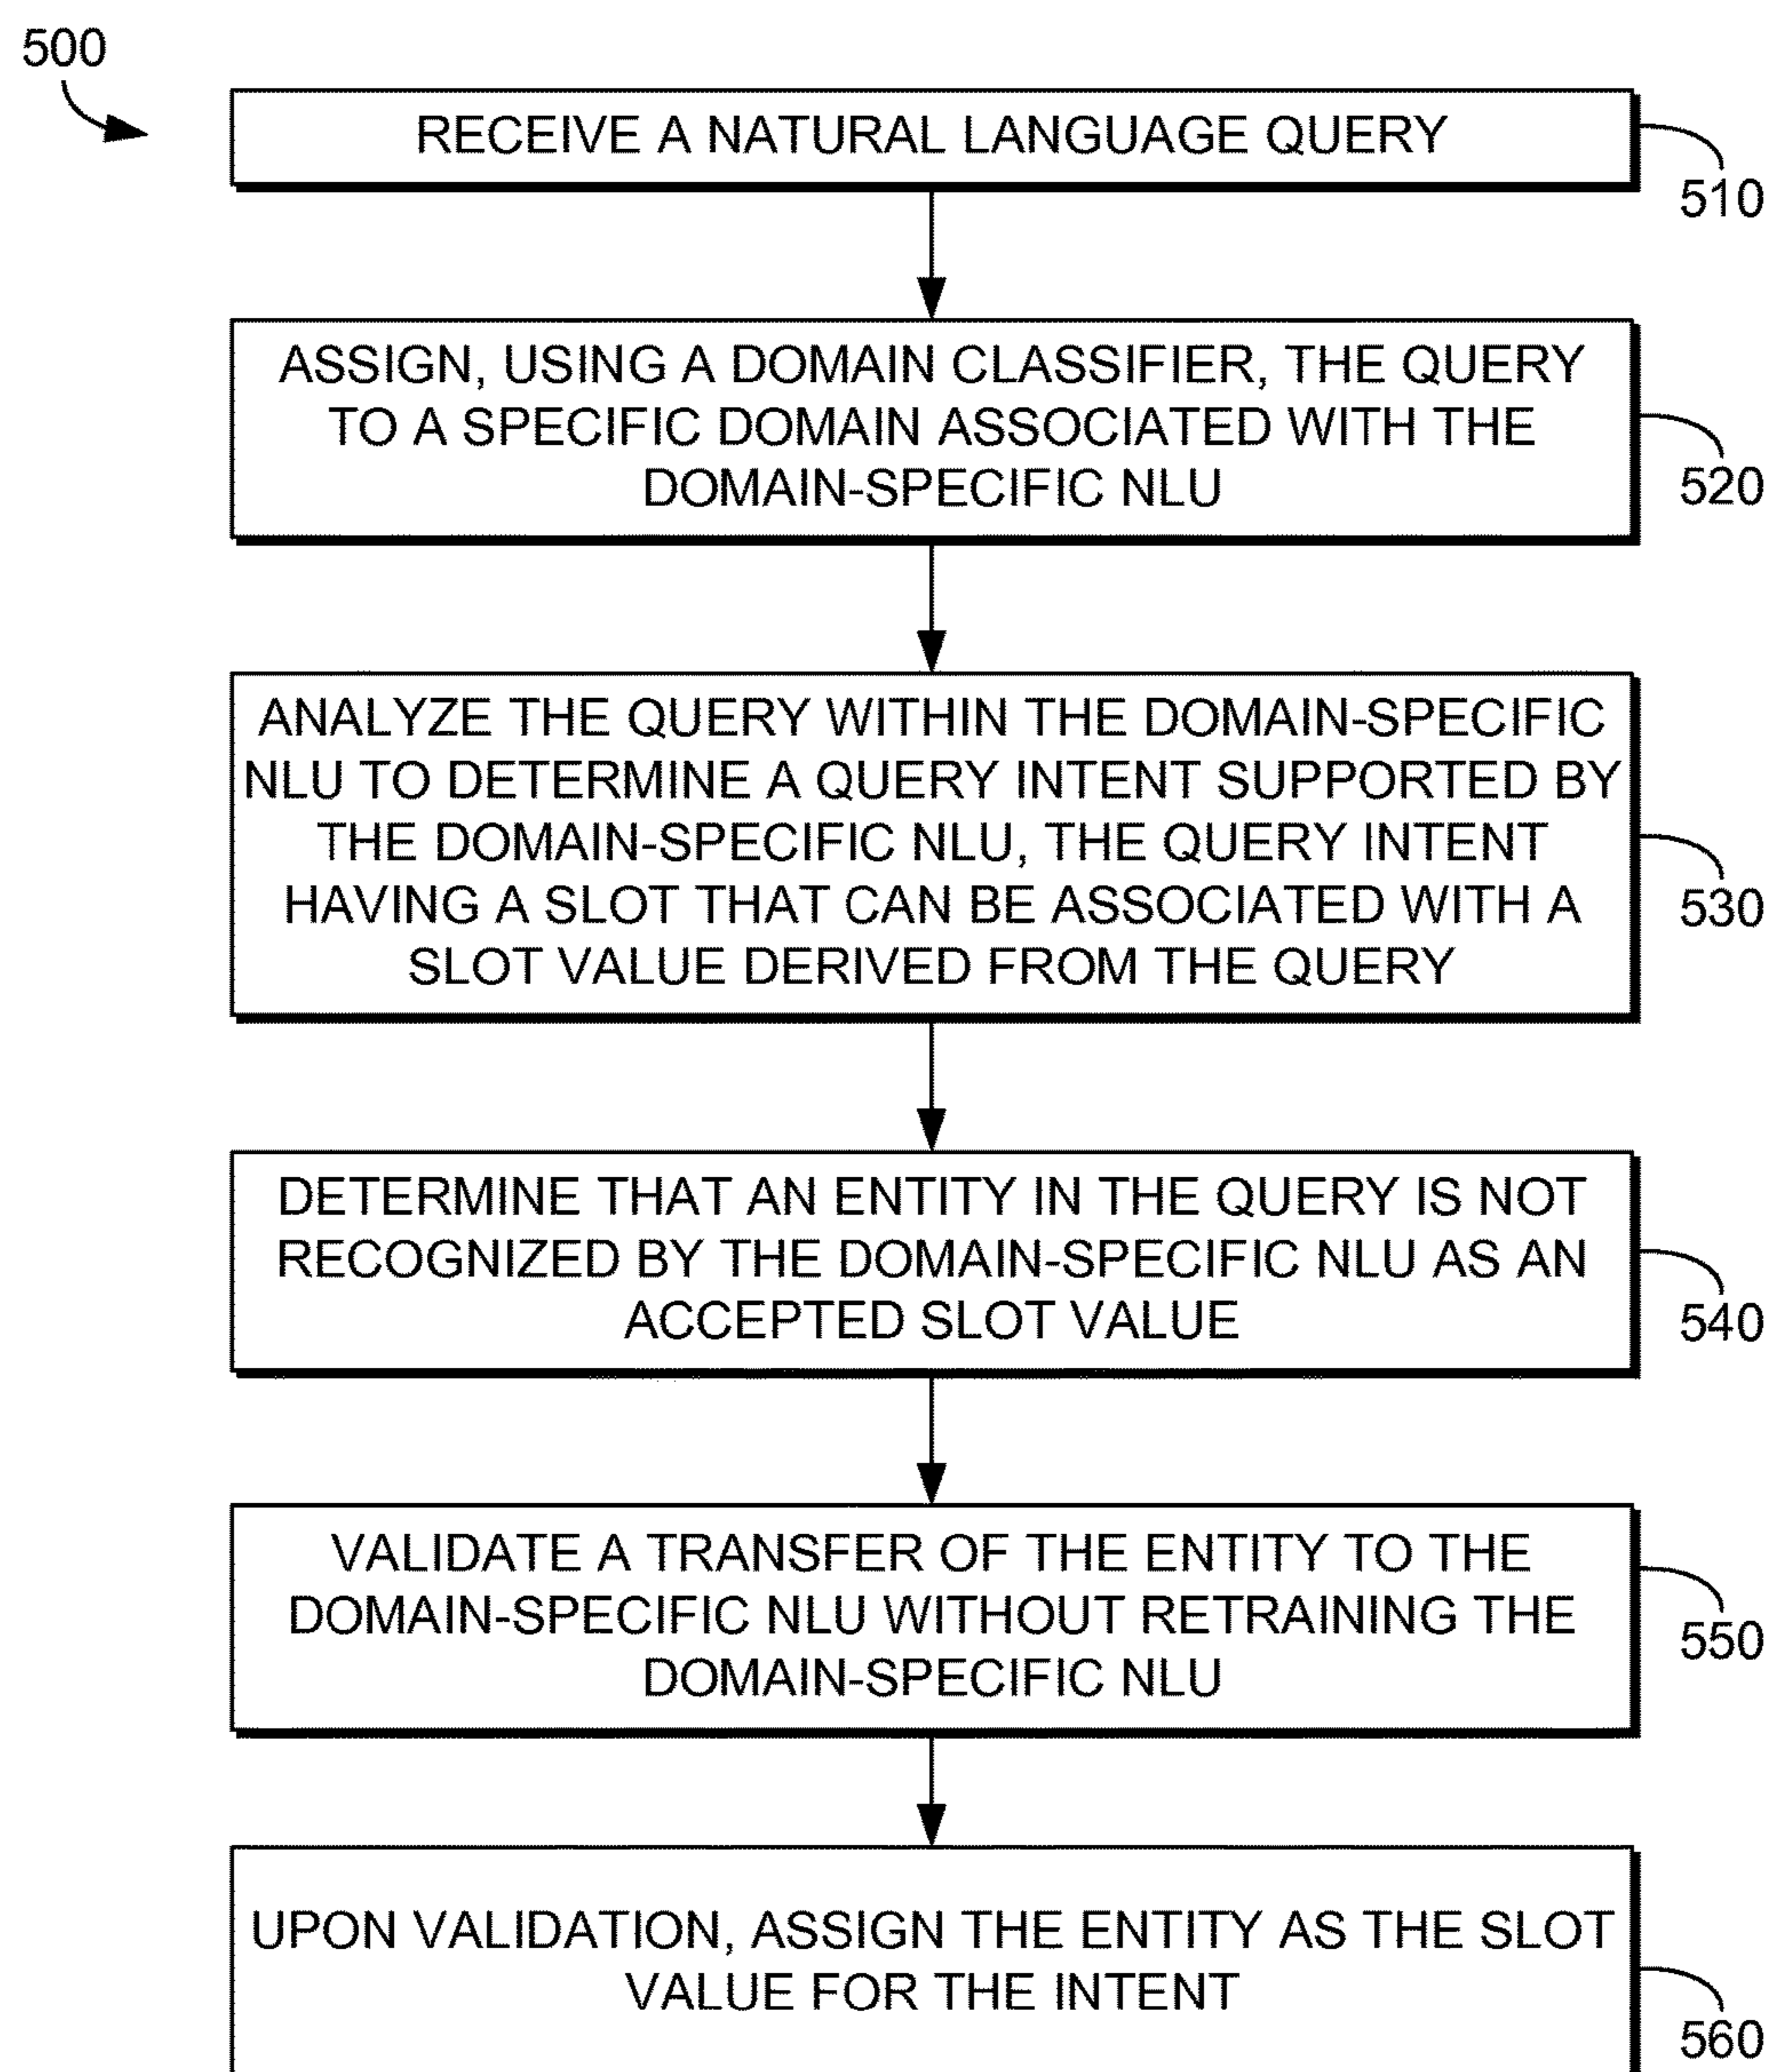 500
RECEIVE A NATURAL LANGUAGE QUERY
510
ASSIGN, USING A DOMAIN CLASSIFIER, THE QUERY
TO A SPECIFIC DOMAIN ASSOCIATED WITH THE
DOMAIN-SPECIFIC NLU
520
ANALYZE THE QUERY WITHIN THE DOMAIN-SPECIFIC
NLU TO DETERMINE A QUERY INTENT SUPPORTED BY
THE DOMAIN-SPECIFIC NLU, THE QUERY INTENT
HAVING A SLOT THAT CAN BE ASSOCIATED WITH A
SLOT VALUE DERIVED FROM THE QUERY
530
DETERMINE THAT AN ENTITY IN THE QUERY IS NOT
RECOGNIZED BY THE DOMAIN-SPECIFIC NLU AS AN
ACCEPTED SLOT VALUE
540
VALIDATE A TRANSFER OF THE ENTITY TO THE
DOMAIN-SPECIFIC NLU WITHOUT RETRAINING THE
DOMAIN-SPECIFIC NLU
550
UPON VALIDATION, ASSIGN THE ENTITY AS THE SLOT
VALUE FOR THE INTENT
560